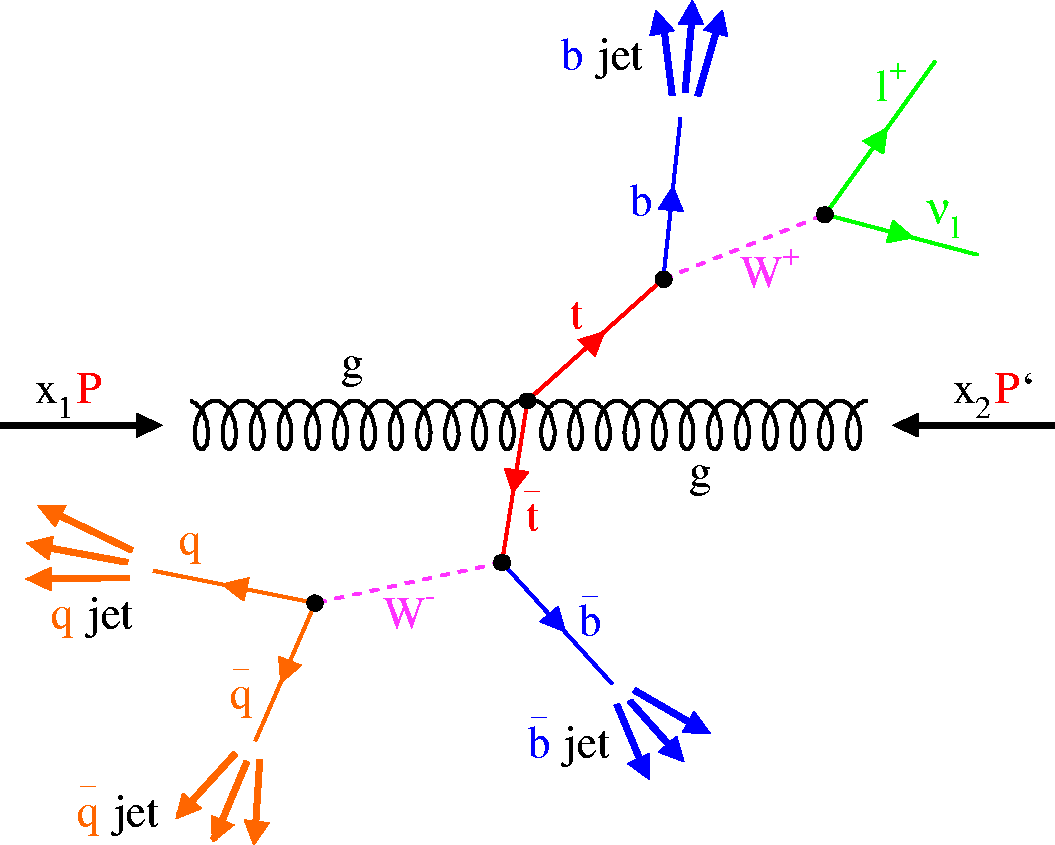 b jet
l⁺
b
ν₁
W⁺
t
g
x₁P
x₂P‘
g
t̄
q
b̄
W⁻
q jet
q̄
b̄ jet
q̄ jet